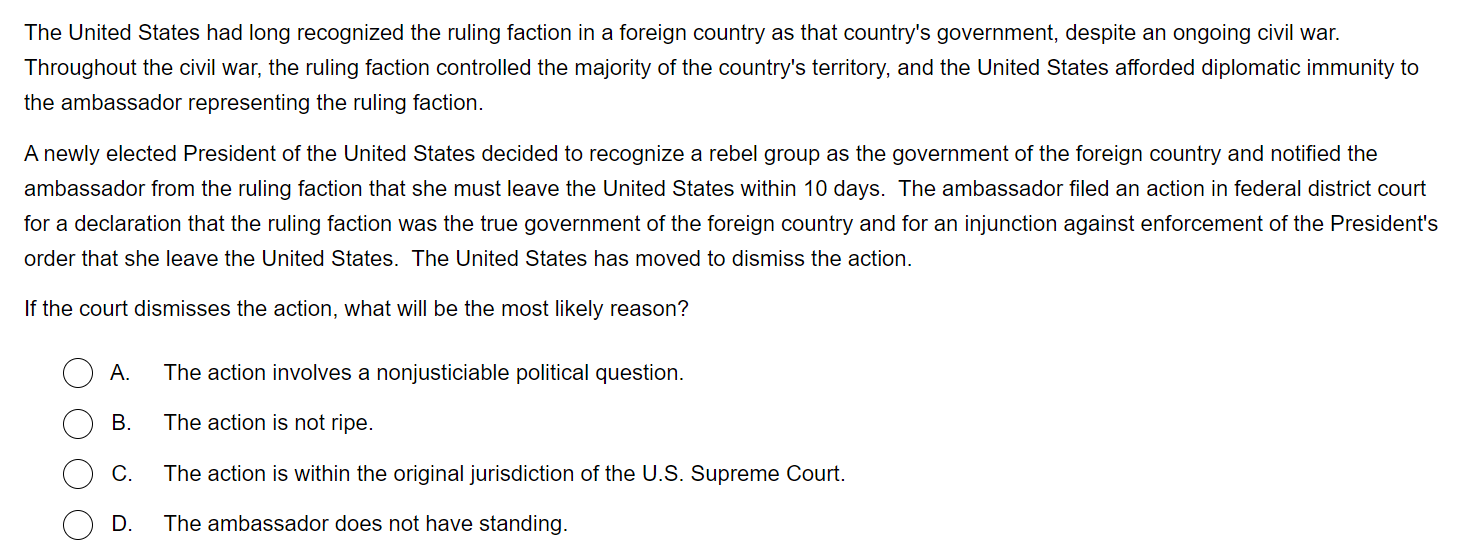 The United States had long recognized the ruling faction in a foreign country as that country's government, despite an ongoing civil war.
Throughout the civil war, the ruling faction controlled the majority of the country's territory, and the United States afforded diplomatic immunity to
the ambassador representing the ruling faction.
A newly elected President of the United States decided to recognize a rebel group as the government of the foreign country and notified the
ambassador from the ruling faction that she must leave the United States within 10 days.  The ambassador filed an action in federal district court
for a declaration that the ruling faction was the true government of the foreign country and for an injunction against enforcement of the President's
order that she leave the United States.  The United States has moved to dismiss the action.
If the court dismisses the action, what will be the most likely reason?
A. The action involves a nonjusticiable political question.
B. The action is not ripe.
C. The action is within the original jurisdiction of the U.S. Supreme Court.
D. The ambassador does not have standing.